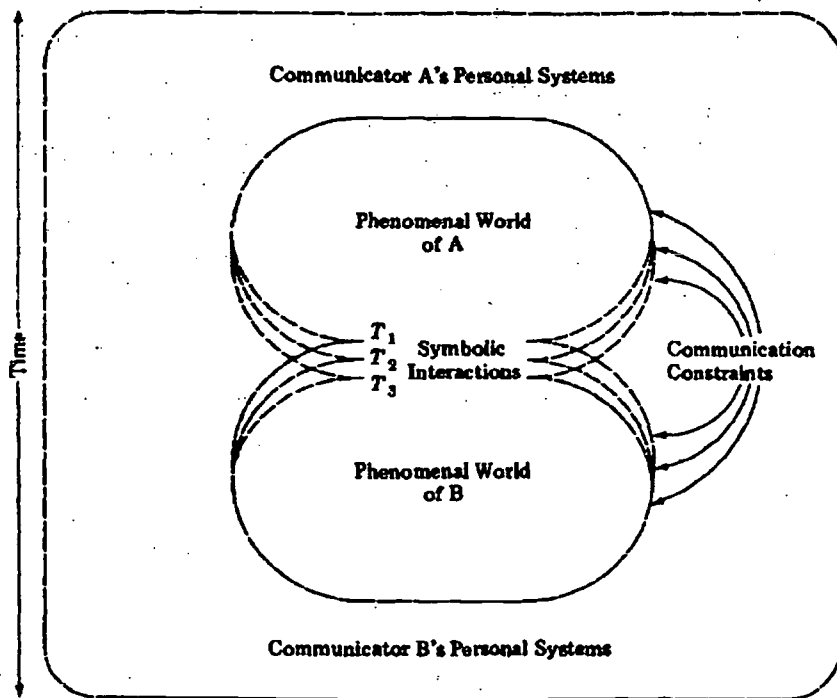 Communicator A's Personal Systems
Phenomenal World
of A
Time
T1
T2
T3
Symbolic
Interactions
Communication
Constraints
Phenomenal World
of B
Communicator B's Personal Systems